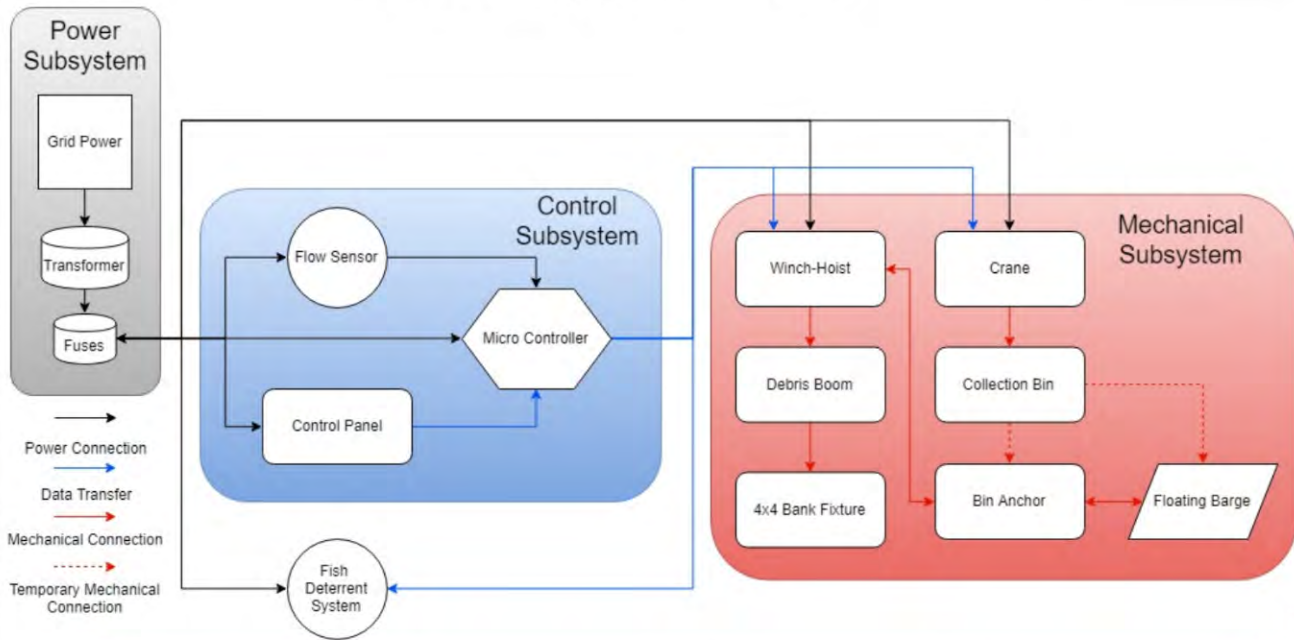 Power
Subsystem
Grid Power
Transformer
Fuses
Power Connection
Data Transfer
Mechanical Connection
Temporary Mechanical
Connection
Control
Subsystem
Flow Sensor
Micro Controller
Control Panel
Fish
Deterrent
System
Mechanical
Subsystem
Winch-Hoist
Crane
Debris Boom
Collection Bin
4x4 Bank Fixture
Bin Anchor
Floating Barge